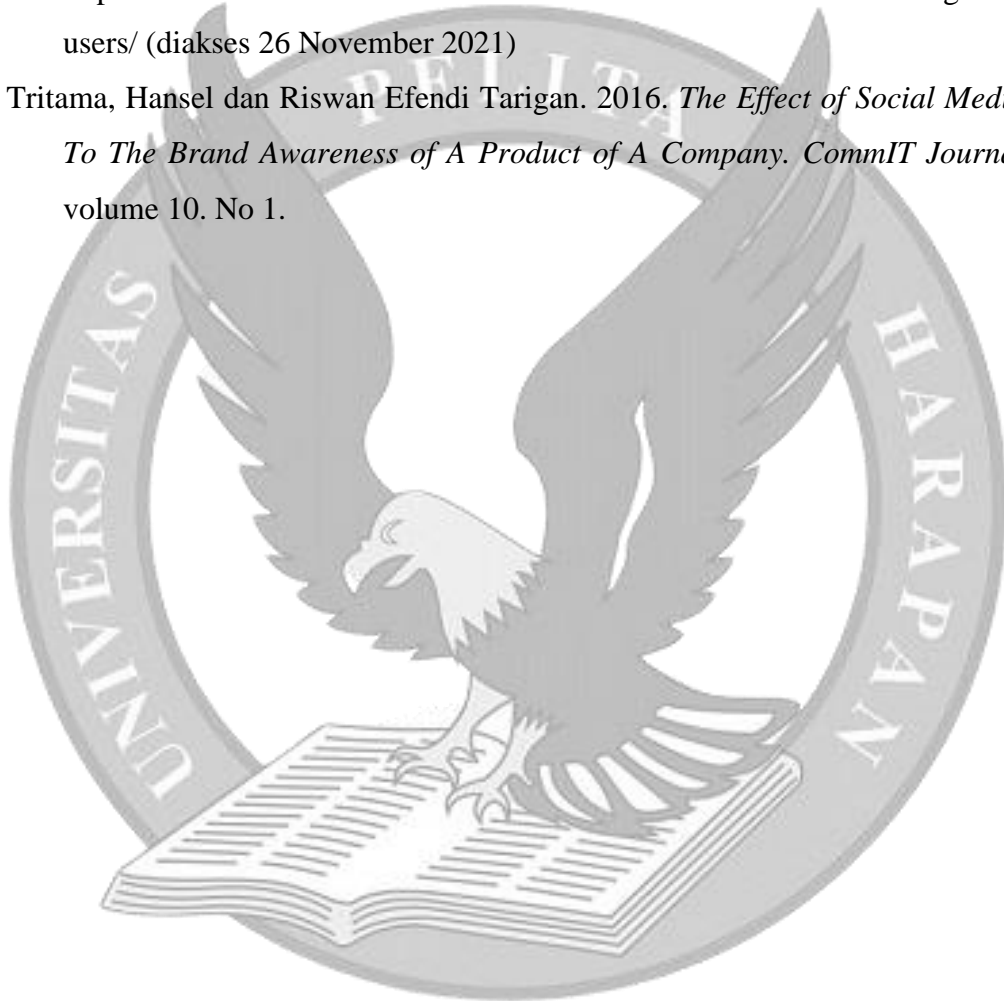 users/ (diakses 26 November 2021)
Tritama, Hansel dan Riswan Efendi Tarigan. 2016. The Effect of Social Med
To The Brand Awareness of A Product of A Company. CommIT Journa
volume 10. No 1.
UNIVERSITAS PELITA HARAPAN